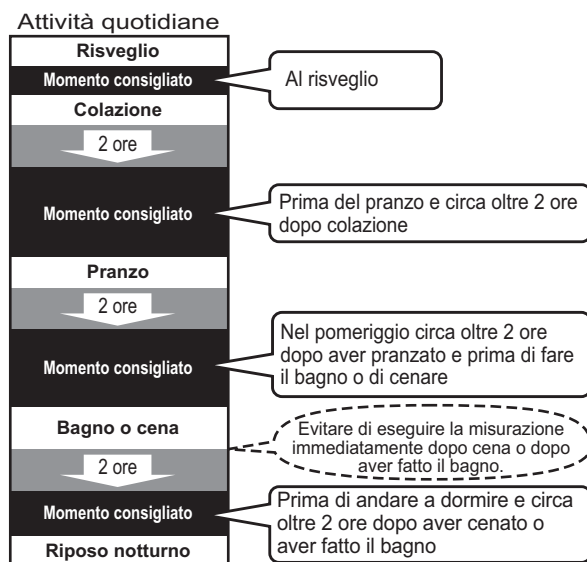 Attività quotidiane
Risveglio
Momento consigliato
Al risveglio
Colazione
2 ore
Momento consigliato
Prima del pranzo e circa oltre 2 ore
dopo colazione
Pranzo
2 ore
Momento consigliato
Nel pomeriggio circa oltre 2 ore
dopo aver pranzato e prima di fare
il bagno o di cenare
Bagno o cena
Evitare di eseguire la misurazione
immediatamente dopo cena o dopo
aver fatto il bagno.
2 ore
Momento consigliato
Prima di andare a dormire e circa
oltre 2 ore dopo aver cenato o
aver fatto il bagno
Riposo notturno